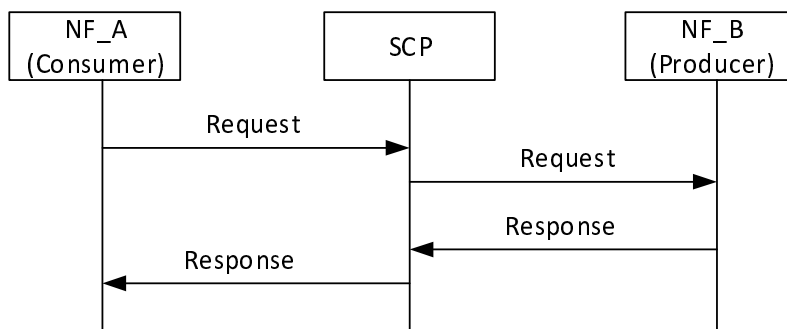 NF_A
(Consumer)
SCP
NF_B
(Producer)
Request
Request
Response
Response